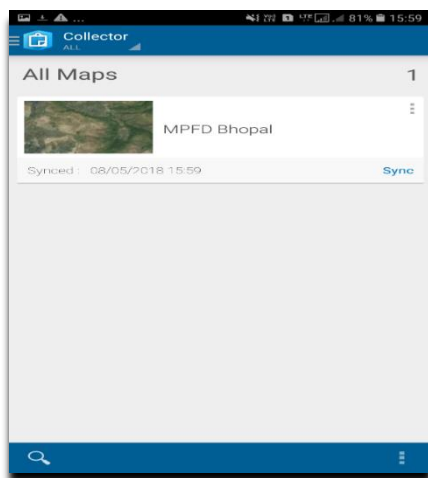 ... 81% 15:59
Collector
ALL
All Maps 1
MPFD Bhopal
Synced : 08/05/2018 15:59 Sync